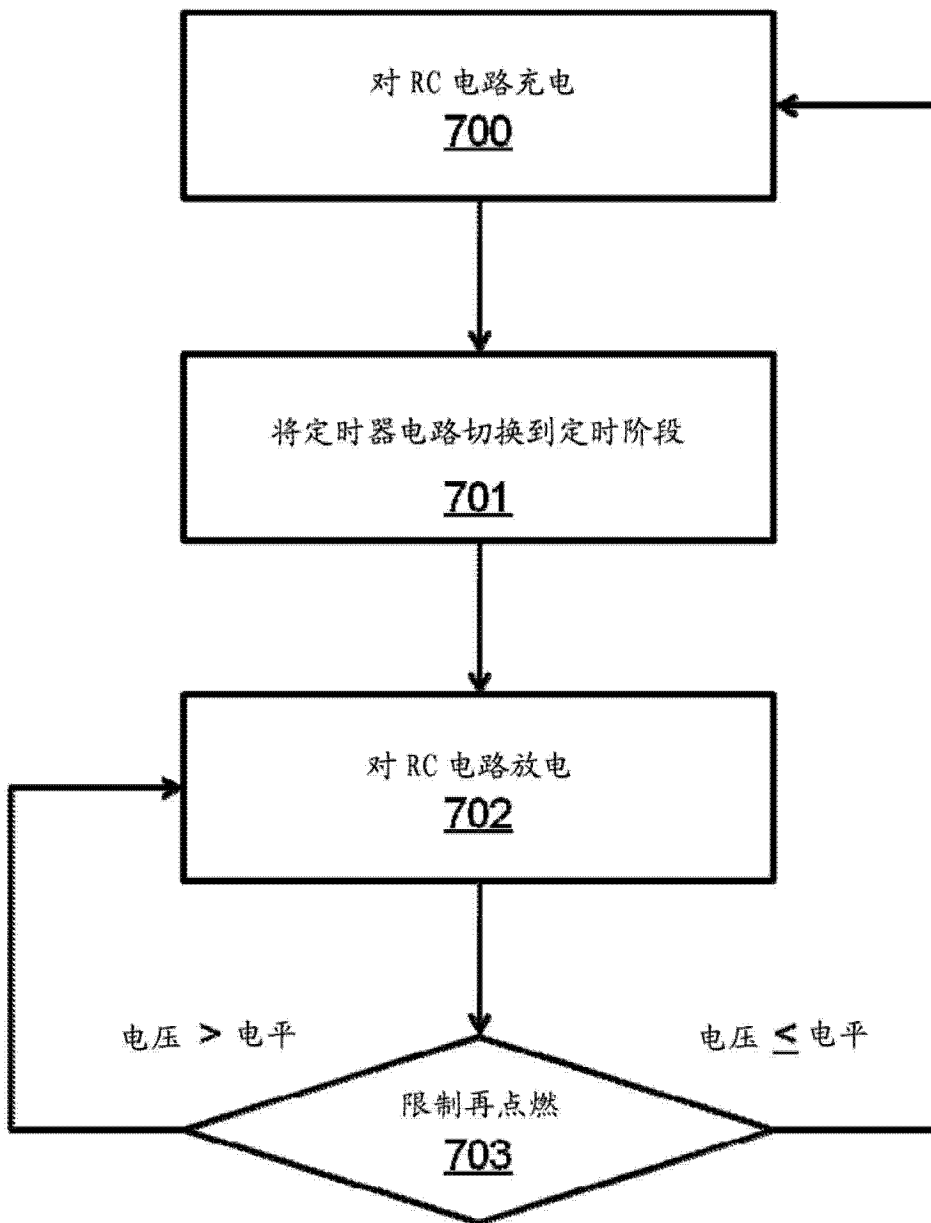 对 RC 电路充电
700
将定时器电路切换到定时阶段
701
对 RC 电路放电
702
电压 > 电平
电压 ≤ 电平
限制再点燃
703